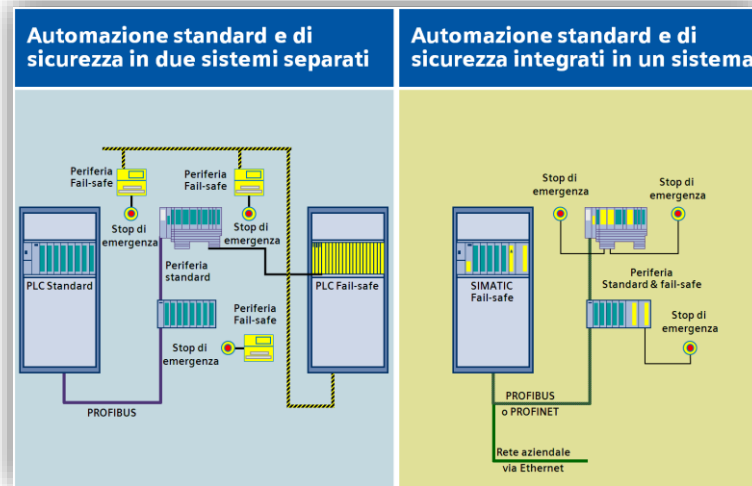 Automazione standard e di
sicurezza in due sistemi separati
Periferia
Fail-safe
Periferia
Fail-safe
Stop di
emergenza
Stop di
emergenza
PLC Standard
Periferia
standard
PLC Fail-safe
Periferia
Fail-safe
Stop di
emergenza
PROFIBUS
Automazione standard e di
sicurezza integrati in un sistema
Stop di
emergenza
Stop di
emergenza
SIMATIC
Fail-safe
Periferia
Standard & fail-safe
Stop di
emergenza
PROFIBUS
o PROFINET
Rete aziendale
via Ethernet